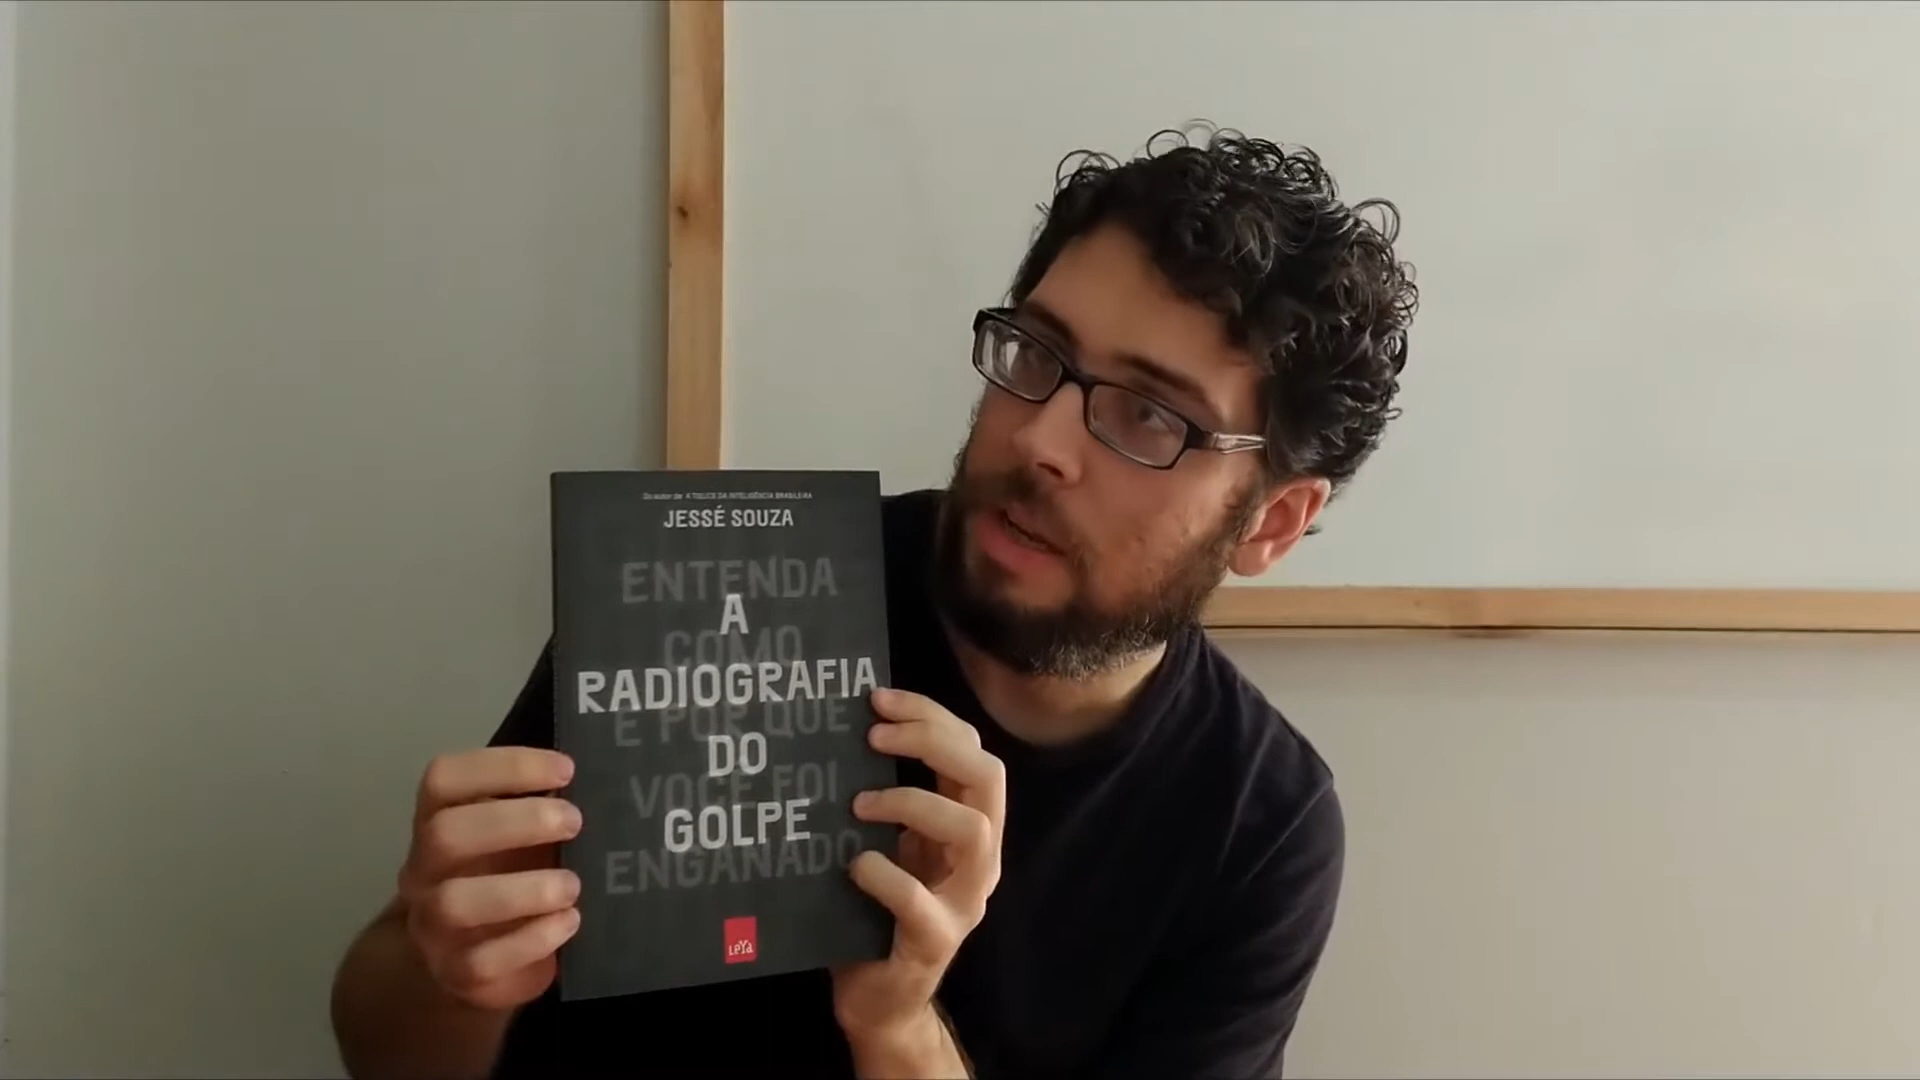 Do autor de A TOLICE DA INTELIGÊNCIA BRASILEIRA
JESSÉ SOUZA
ENTENDA
A
COMO
RADIOGRAFIA
E POR QUE
DO
VOCÊ FOI
GOLPE
ENGANADO
LeYa